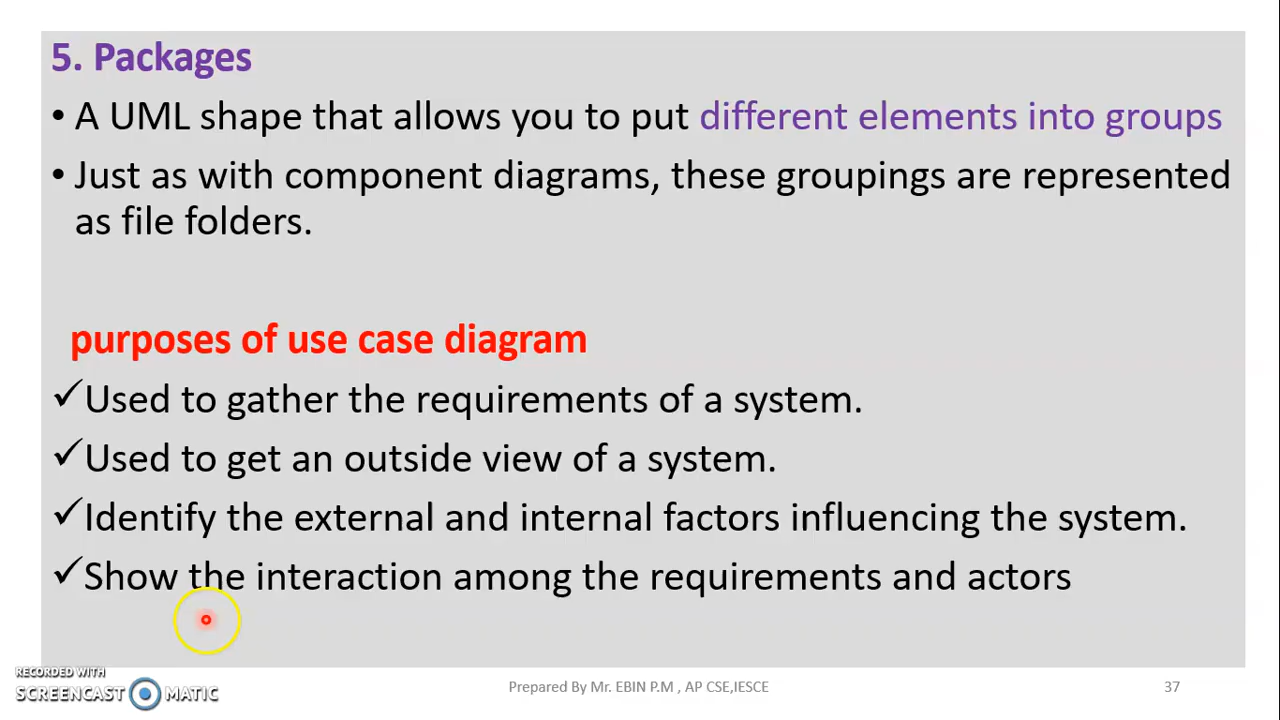 5. Packages
• A UML shape that allows you to put different elements into groups
• Just as with component diagrams, these groupings are represented
as file folders.
purposes of use case diagram
✓Used to gather the requirements of a system.
✓Used to get an outside view of a system.
✓Identify the external and internal factors influencing the system.
✓Show the interaction among the requirements and actors
RECORDED WITH
SCREENCAST MATIC
Prepared By Mr. EBIN P.M , AP CSE,IESCE
37